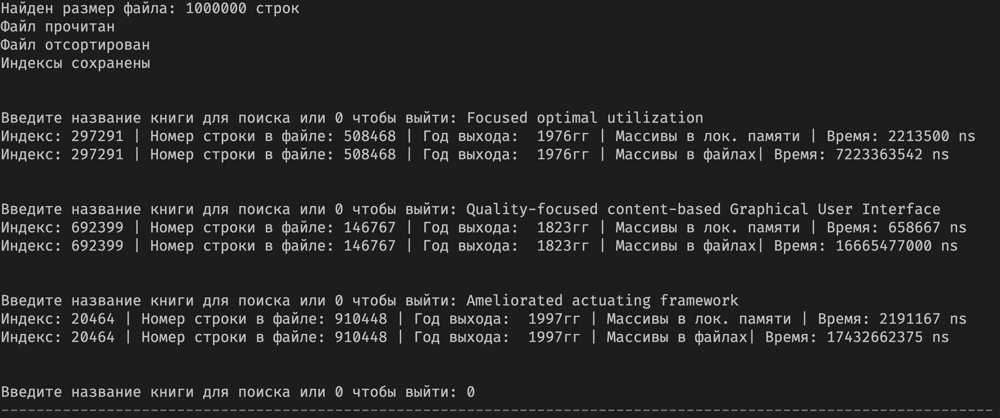 Найден размер файла: 1000000 строк
Файл прочитан
Файл отсортирован
Индексы сохранены
Введите название книги для поиска или 0 чтобы выйти: Focused optimal utilization
Индекс: 297291 | Номер строки в файле: 508468 | Год выхода:  1976гг | Массивы в лок. памяти | Время: 2213500 ns
Индекс: 297291 | Номер строки в файле: 508468 | Год выхода:  1976гг | Массивы в файлах| Время: 7223363542 ns
Введите название книги для поиска или 0 чтобы выйти: Quality-focused content-based Graphical User Interface
Индекс: 692399 | Номер строки в файле: 146767 | Год выхода:  1823гг | Массивы в лок. памяти | Время: 658667 ns
Индекс: 692399 | Номер строки в файле: 146767 | Год выхода:  1823гг | Массивы в файлах| Время: 16665477000 ns
Введите название книги для поиска или 0 чтобы выйти: Ameliorated actuating framework
Индекс: 20464 | Номер строки в файле: 910448 | Год выхода:  1997гг | Массивы в лок. памяти | Время: 2191167 ns
Индекс: 20464 | Номер строки в файле: 910448 | Год выхода:  1997гг | Массивы в файлах| Время: 17432662375 ns
Введите название книги для поиска или 0 чтобы выйти: 0
-----------------------------------------------------------------------------------------------------------------